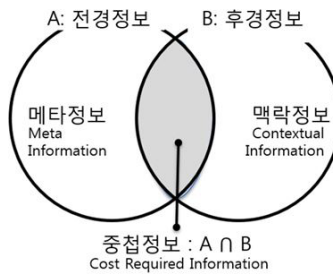 A: 전경정보
B: 후경정보
메타정보
Meta
Information
맥락정보
Contextual
Information
중첩정보 : A ∩ B
Cost Required Information